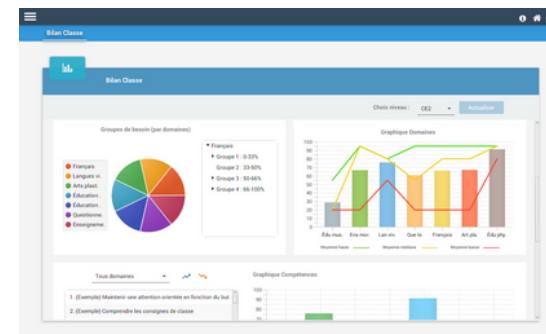 Bilan Classe
Bilan Classe
Choix niveau : CE2 Actualiser
Groupes de besoin (par domaines)
Français
Langues vi.
Arts plast.
Éducation.
Éducation.
Questionne.
Enseigneme.
Français
Groupe 1 : 0-33%
Groupe 2 : 33-50%
Groupe 3 : 50-66%
Groupe 4 : 66-100%
Graphique Domaines
100
90
80
70
60
50
40
30
20
10
0
Édu mus. Ens mor. Lan viv. Que le. Français Art pla. Édu phy.
Moyenne haute Moyenne médiane Moyenne basse
Tous domaines
1. (Exemple) Maintenir une attention orientée en fonction du but
2. (Exemple) Comprendre les consignes de classe
Graphique Compétences
100
90
80
70